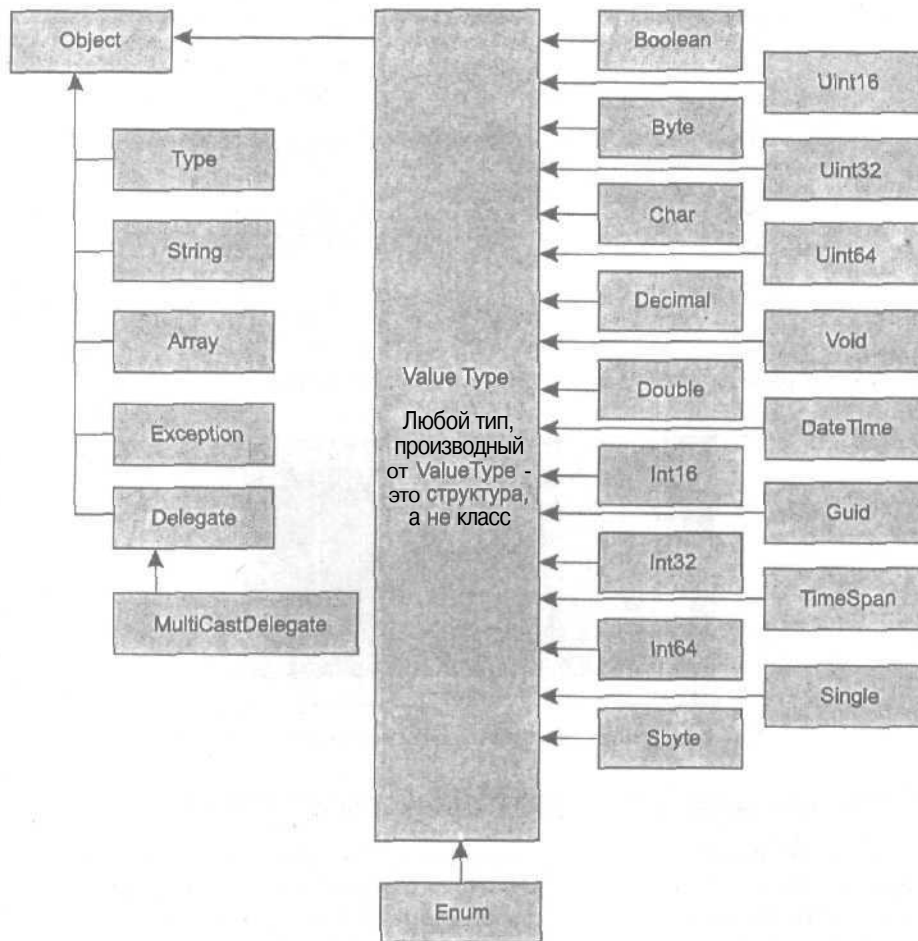 Object
Boolean
Uint16
Type
Byte
Uint32
String
Char
Uint64
Array
Decimal
Void
Value Type
Любой тип,
производный
от ValueType -
это структура,
а не класс
Double
DateTime
Exception
Int16
Guid
Delegate
Int32
TimeSpan
MultiCastDelegate
Int64
Single
Sbyte
Enum